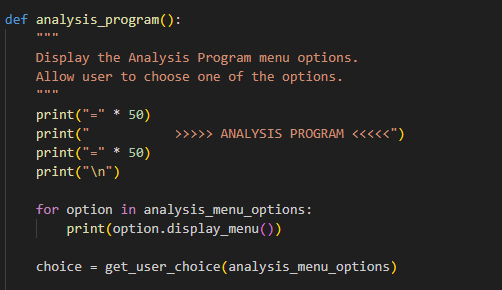 def analysis_program():
    """
    Display the Analysis Program menu options.
    Allow user to choose one of the options.
    """
    print("=" * 50)
    print("          >>>>> ANALYSIS PROGRAM <<<<<")
    print("=" * 50)
    print("\n")

    for option in analysis_menu_options:
        print(option.display_menu())

    choice = get_user_choice(analysis_menu_options)